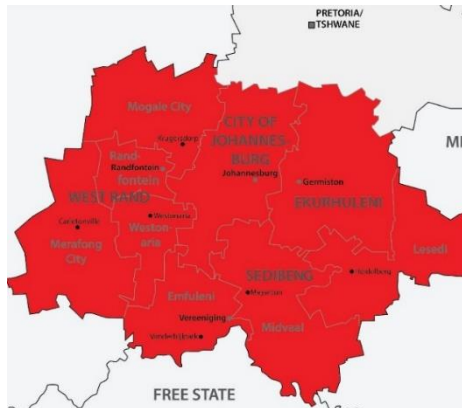 PRETORIA/
TSHWANE
Mogale City
CITY OF
JOHANNES-
BURG
Krugersdorp
Rand-
Randfontein
fontein
Johannesburg
Germiston
WEST RAND
EKURHULENI
Carletonville
Westonaria
Weston-
aria
Merafong
City
Lesedi
SEDIBENG
Heidelberg
Emfuleni
Meyerton
Vereeniging
Midvaal
Vanderbijlpark
FREE STATE